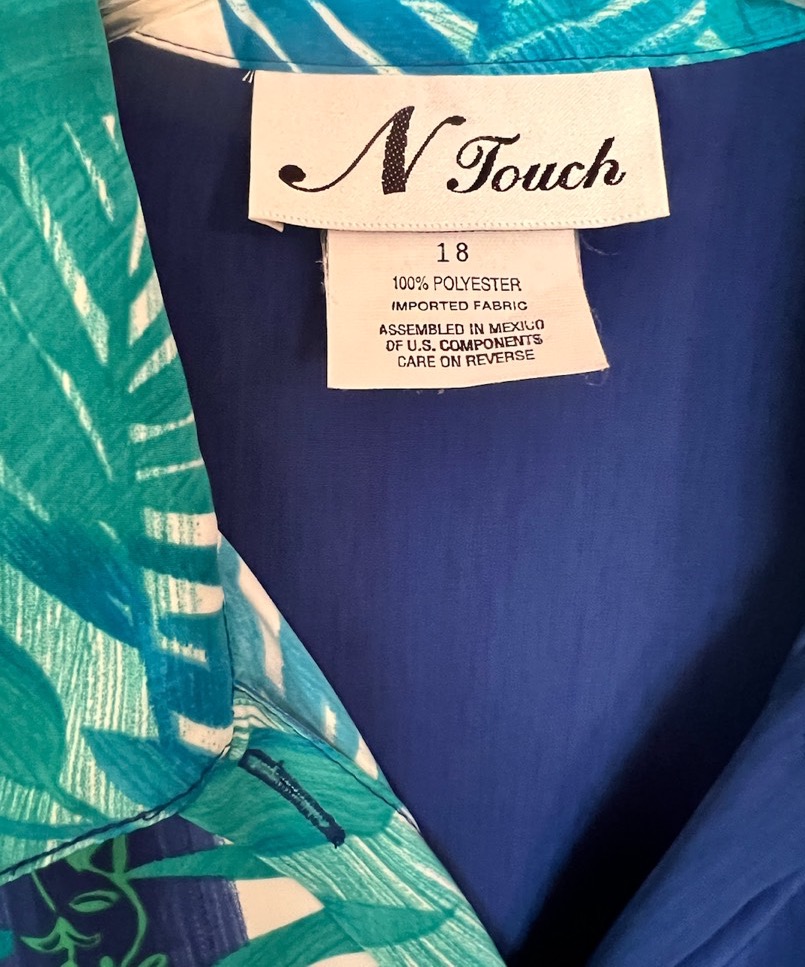 N Touch
18
100% POLYESTER
IMPORTED FABRIC
ASSEMBLED IN MEXICO
OF U.S. COMPONENTS
CARE ON REVERSE